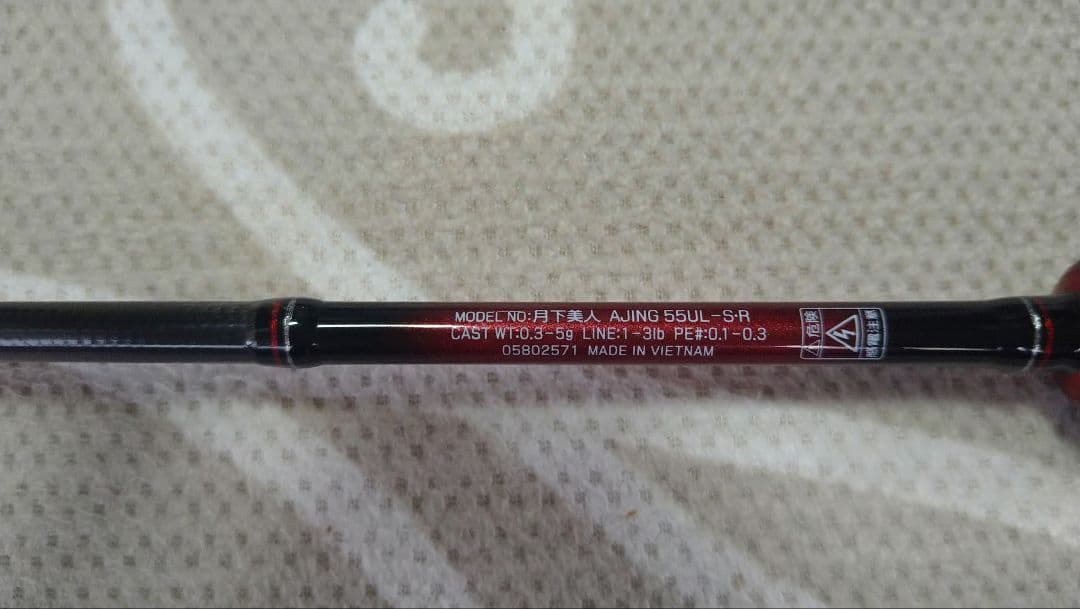 MODEL NO:月下美人 AJING 55UL-S・R
CAST WT:0.3-5g LINE:1-3lb PE#:0.1-0.3
05802571 MADE IN VIETNAM
危険
感電注意